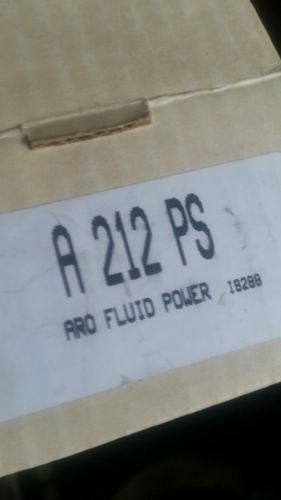 A 212 PS
ARO FLUID POWER 18288